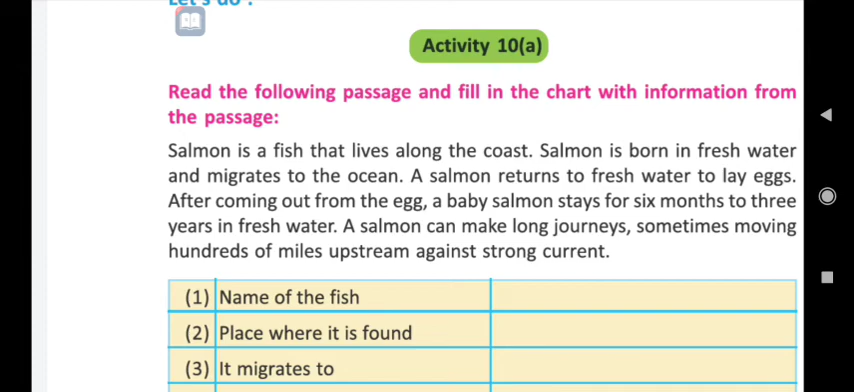 Let's do :
Activity 10(a)
Read the following passage and fill in the chart with information from
the passage:
Salmon is a fish that lives along the coast. Salmon is born in fresh water
and migrates to the ocean. A salmon returns to fresh water to lay eggs.
After coming out from the egg, a baby salmon stays for six months to three
years in fresh water. A salmon can make long journeys, sometimes moving
hundreds of miles upstream against strong current.
(1) Name of the fish
(2) Place where it is found
(3) It migrates to